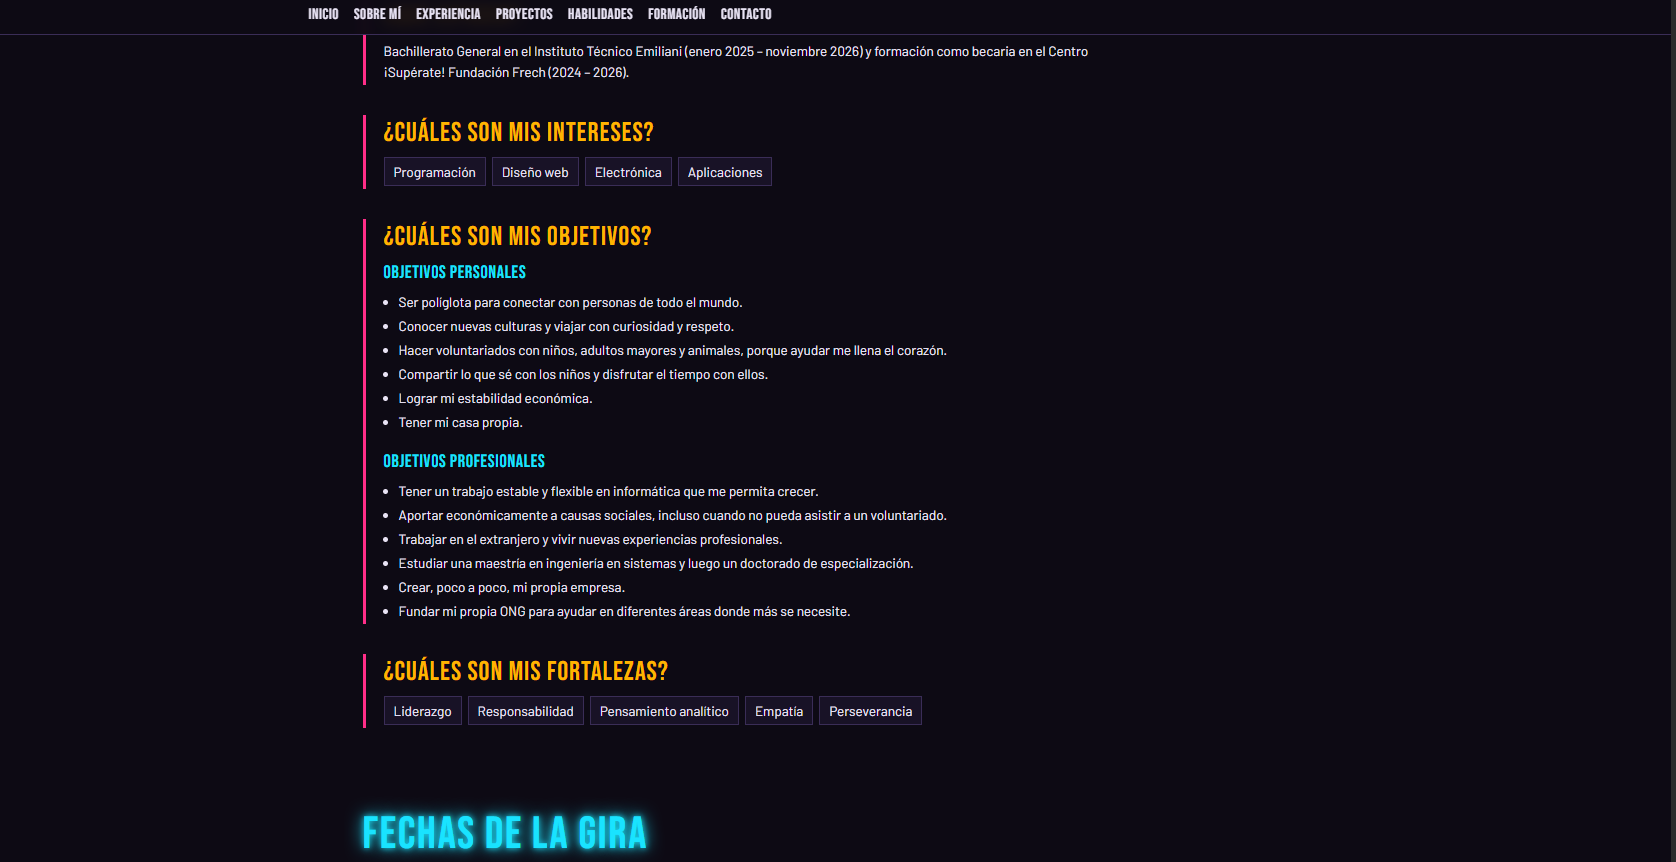 INICIO SOBRE MÍ EXPERIENCIA PROYECTOS HABILIDADES FORMACIÓN CONTACTO
Bachillerato General en el Instituto Técnico Emiliani (enero 2025 – noviembre 2026) y formación como becaria en el Centro
¡Supérate! Fundación Frech (2024 – 2026).
¿CUÁLES SON MIS INTERESES?
Programación Diseño web Electrónica Aplicaciones
¿CUÁLES SON MIS OBJETIVOS?
OBJETIVOS PERSONALES
• Ser políglota para conectar con personas de todo el mundo.
• Conocer nuevas culturas y viajar con curiosidad y respeto.
• Hacer voluntariados con niños, adultos mayores y animales, porque ayudar me llena el corazón.
• Compartir lo que sé con los niños y disfrutar el tiempo con ellos.
• Lograr mi estabilidad económica.
• Tener mi casa propia.
OBJETIVOS PROFESIONALES
• Tener un trabajo estable y flexible en informática que me permita crecer.
• Aportar económicamente a causas sociales, incluso cuando no pueda asistir a un voluntariado.
• Trabajar en el extranjero y vivir nuevas experiencias profesionales.
• Estudiar una maestría en ingeniería en sistemas y luego un doctorado de especialización.
• Crear, poco a poco, mi propia empresa.
• Fundar mi propia ONG para ayudar en diferentes áreas donde más se necesite.
¿CUÁLES SON MIS FORTALEZAS?
Liderazgo Responsabilidad Pensamiento analítico Empatía Perseverancia
FECHAS DE LA GIRA